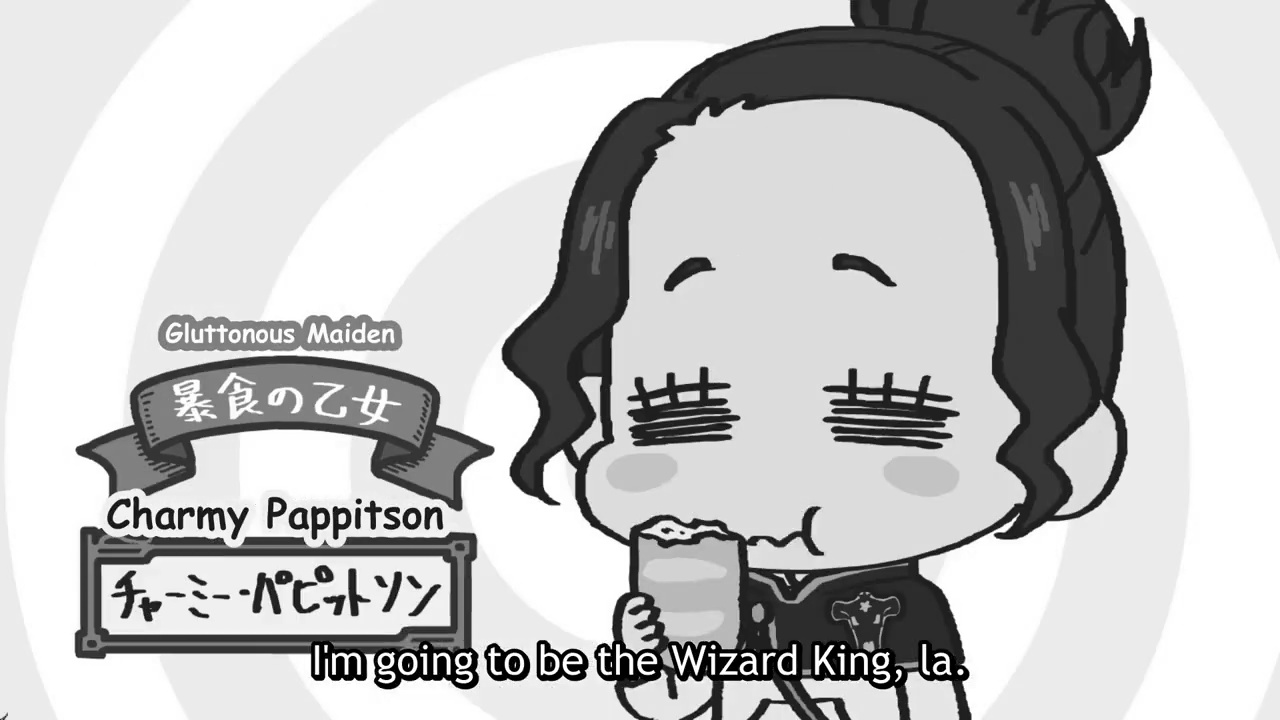 Gluttonous Maiden
暴食の乙女
Charmy Pappitson
チャーミー・パピットソン
I'm going to be the Wizard King, la.